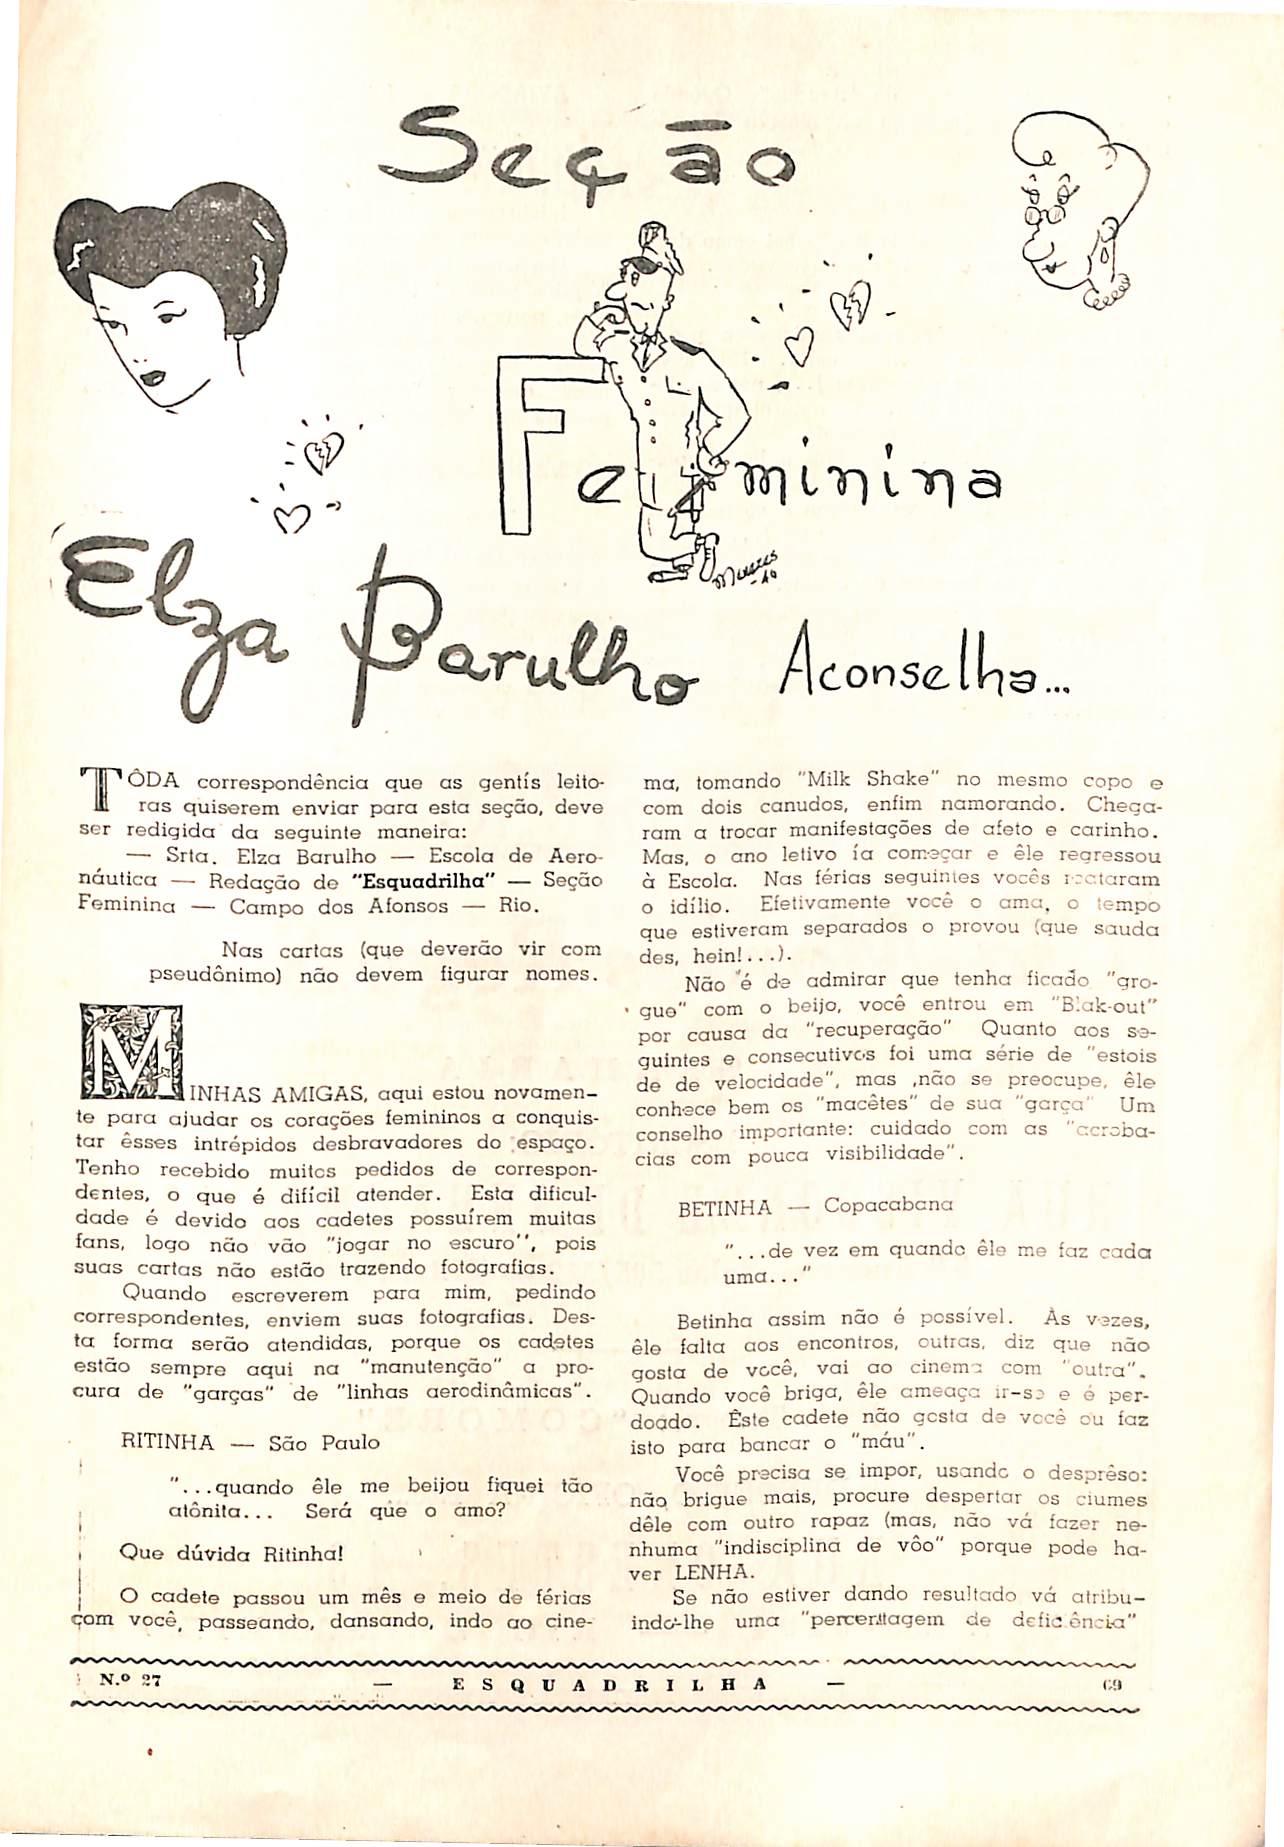 Seção
Feminina
Elza Barulho Aconselha...
TÔDA correspondência que as gentís leito-
ras quiserem enviar para esta seção, deve
ser redigida da seguinte maneira:
— Srta. Elza Barulho — Escola de Aero-
náutica — Redação de "Esquadrilha" — Seção
Feminina — Campo dos Afonsos — Rio.
Nas cartas (que deverão vir com
pseudônimo) não devem figurar nomes.
MINHAS AMIGAS, aqui estou novamen-
te para ajudar os corações femininos a conquis-
tar êsses intrépidos desbravadores do espaço.
Tenho recebido muitos pedidos de correspon-
dentes, o que é difícil atender. Esta dificul-
dade é devido aos cadetes possuírem muitas
fans, logo não vão "jogar no escuro", pois
suas cartas não estão trazendo fotografias.
Quando escreverem para mim, pedindo
correspondentes, enviem suas fotografias. Des-
ta forma serão atendidas, porque os cadetes
estão sempre aqui na "manutenção" a pro-
cura de "garças" de "linhas aerodinâmicas".
RITINHA — São Paulo
"...quando êle me beijou fiquei tão
atônita... Será que o amo?
Que dúvida Ritinha!
O cadete passou um mês e meio de férias
com você, passeando, dansando, indo ao cine-
ma, tomando "Milk Shake" no mesmo copo e
com dois canudos, enfim namorando. Chega-
ram a trocar manifestações de afeto e carinho.
Mas, o ano letivo ía começar e êle regressou
à Escola. Nas férias seguintes vocês reataram
o idílio. Efetivamente você o ama, o tempo
que estiveram separados o provou (que sauda
des, hein!...).
Não é de admirar que tenha ficado "gro-
gue" com o beijo, você entrou em "Blak-out"
por causa da "recuperação" Quanto aos se-
guintes e consecutivos foi uma série de "estois
de de velocidade", mas ,não se preocupe, êle
conhece bem os "macêtes" de sua "garça" Um
conselho importante: cuidado com as "acroba-
cias com pouca visibilidade".
BETINHA — Copacabana
"...de vez em quando êle me faz cada
uma..."
Betinha assim não é possível. Às vezes,
êle falta aos encontros, outras, diz que não
gosta de você, vai ao cinema com "outra".
Quando você briga, êle ameaça ir-se e é per-
doado. Êste cadete não gosta de você ou faz
isto para bancar o "máu".
Você precisa se impor, usando o desprêso:
não brigue mais, procure despertar os ciumes
dêle com outro rapaz (mas, não vá fazer ne-
nhuma "indisciplina de vôo" porque pode ha-
ver LENHA.
Se não estiver dando resultado vá atribu-
indo-lhe uma "percentagem de deficiência"
N.º 27 — ESQUADRILHA — 69